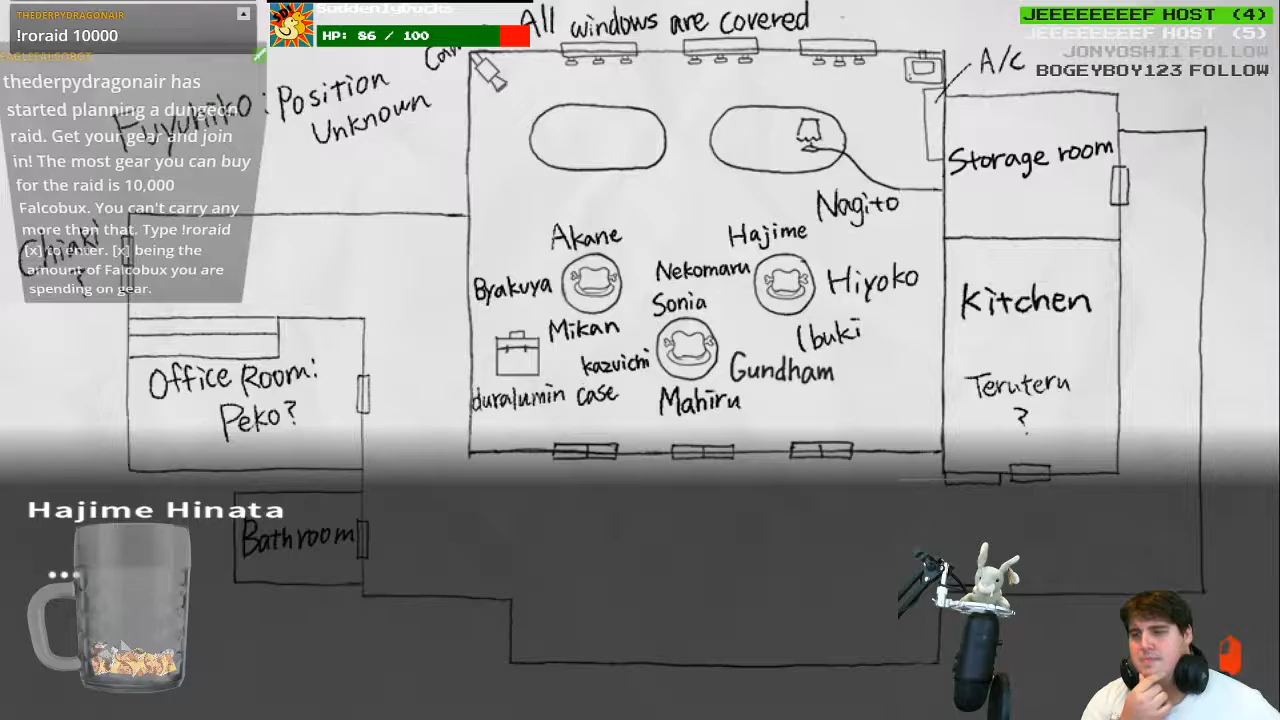 THEDERPYDRAGONAIR
!roraid 10000
EAGLEFALCOBOT
thederpydragonair has
started planning a dungeon
raid. Get your gear and join
in! The most gear you can buy
for the raid is 10,000
Falcobux. You can't carry any
more than that. Type !roraid
[x] to enter. [x] being the
amount of Falcobux you are
spending on gear.
SuddenlyDucks
HP: 86 / 100
All windows are covered
JEEEEEEEEF HOST (4)
JEEEEEEEEF HOST (5)
JONYOSHI1 FOLLOW
BOGEYBOY123 FOLLOW
A/C
Fuyuhiko : Position
Unknown
Chiaki
Storage room
Nagito
Akane
Hajime
Byakuya
Nekomaru
Hiyoko
Sonia
Mikan
Ibuki
kazuichi
Gundham
duralumin case
Mahiru
Kitchen
Teruteru
?
Office Room:
Peko?
Bathroom
Hajime Hinata
...